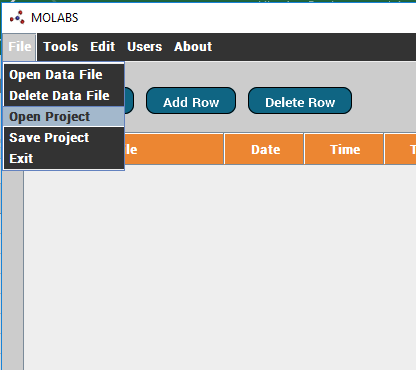 MOLABS
File Tools Edit Users About
Open Data File
Delete Data File
Open Project
Save Project
Exit
Add Row Delete Row
le Date Time T